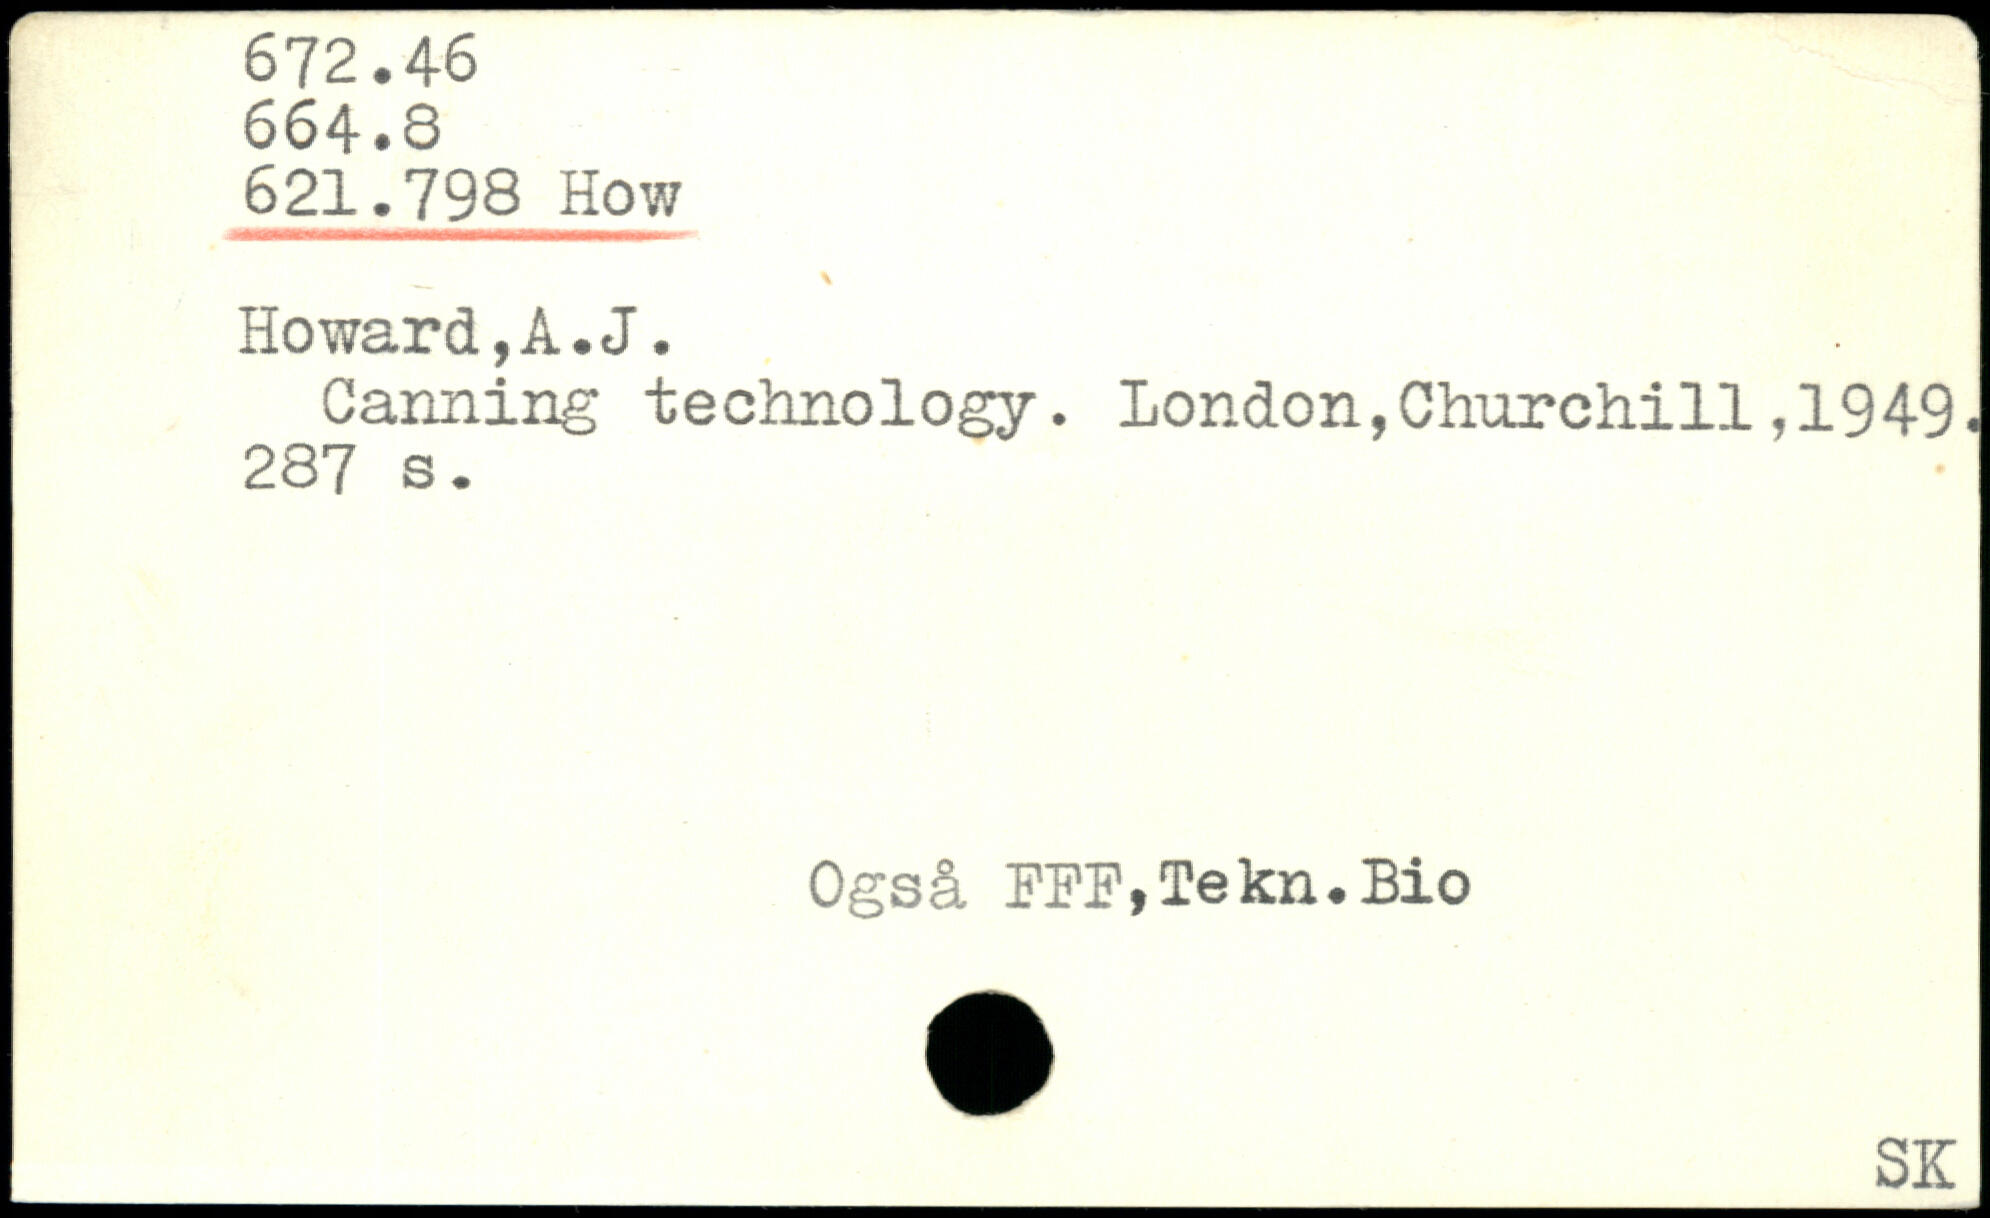 672.46
664.8
621.798 How
Howard,A.J.
Canning technology. London,Churchill,1949.
287 s.
Også FFF,Tekn.Bio
SK